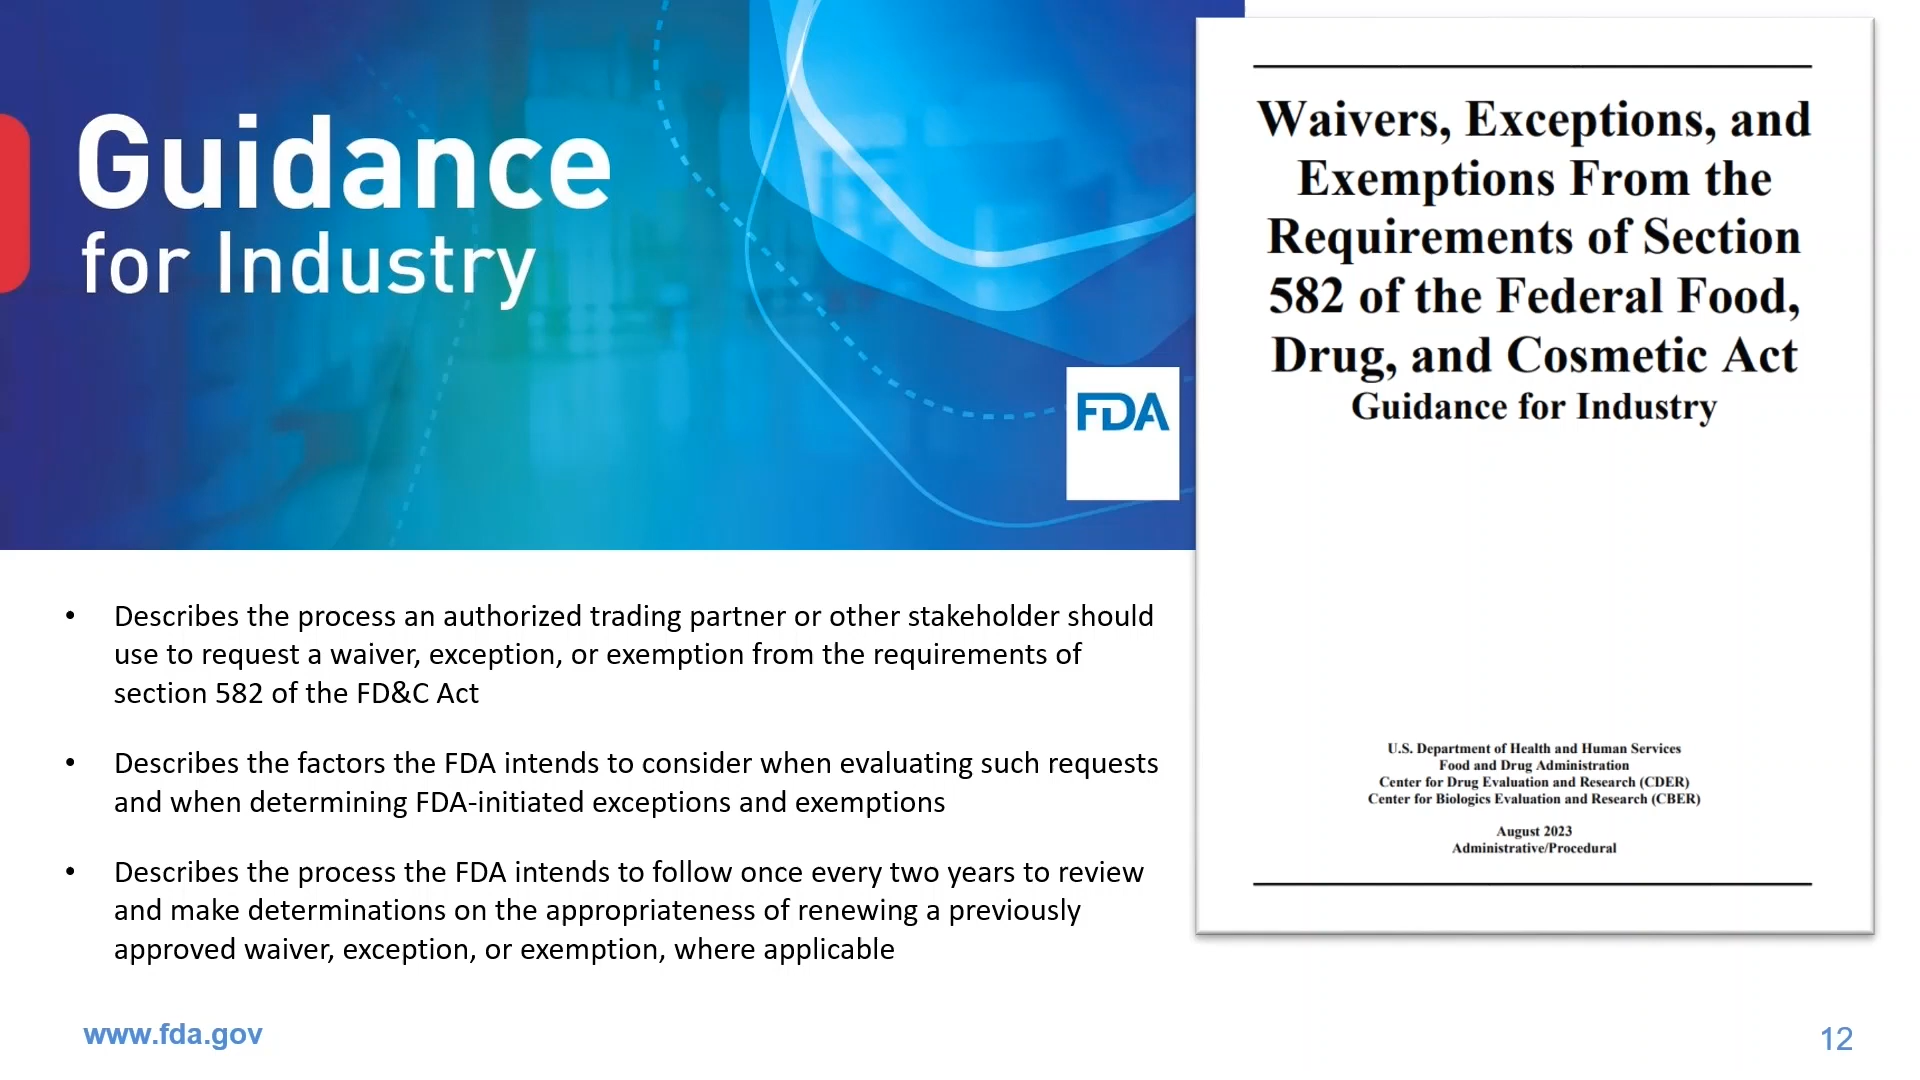 Guidance
for Industry
FDA
Waivers, Exceptions, and
Exemptions From the
Requirements of Section
582 of the Federal Food,
Drug, and Cosmetic Act
Guidance for Industry
U.S. Department of Health and Human Services
Food and Drug Administration
Center for Drug Evaluation and Research (CDER)
Center for Biologics Evaluation and Research (CBER)
August 2023
Administrative/Procedural
• Describes the process an authorized trading partner or other stakeholder should
use to request a waiver, exception, or exemption from the requirements of
section 582 of the FD&C Act
• Describes the factors the FDA intends to consider when evaluating such requests
and when determining FDA-initiated exceptions and exemptions
• Describes the process the FDA intends to follow once every two years to review
and make determinations on the appropriateness of renewing a previously
approved waiver, exception, or exemption, where applicable
www.fda.gov
12